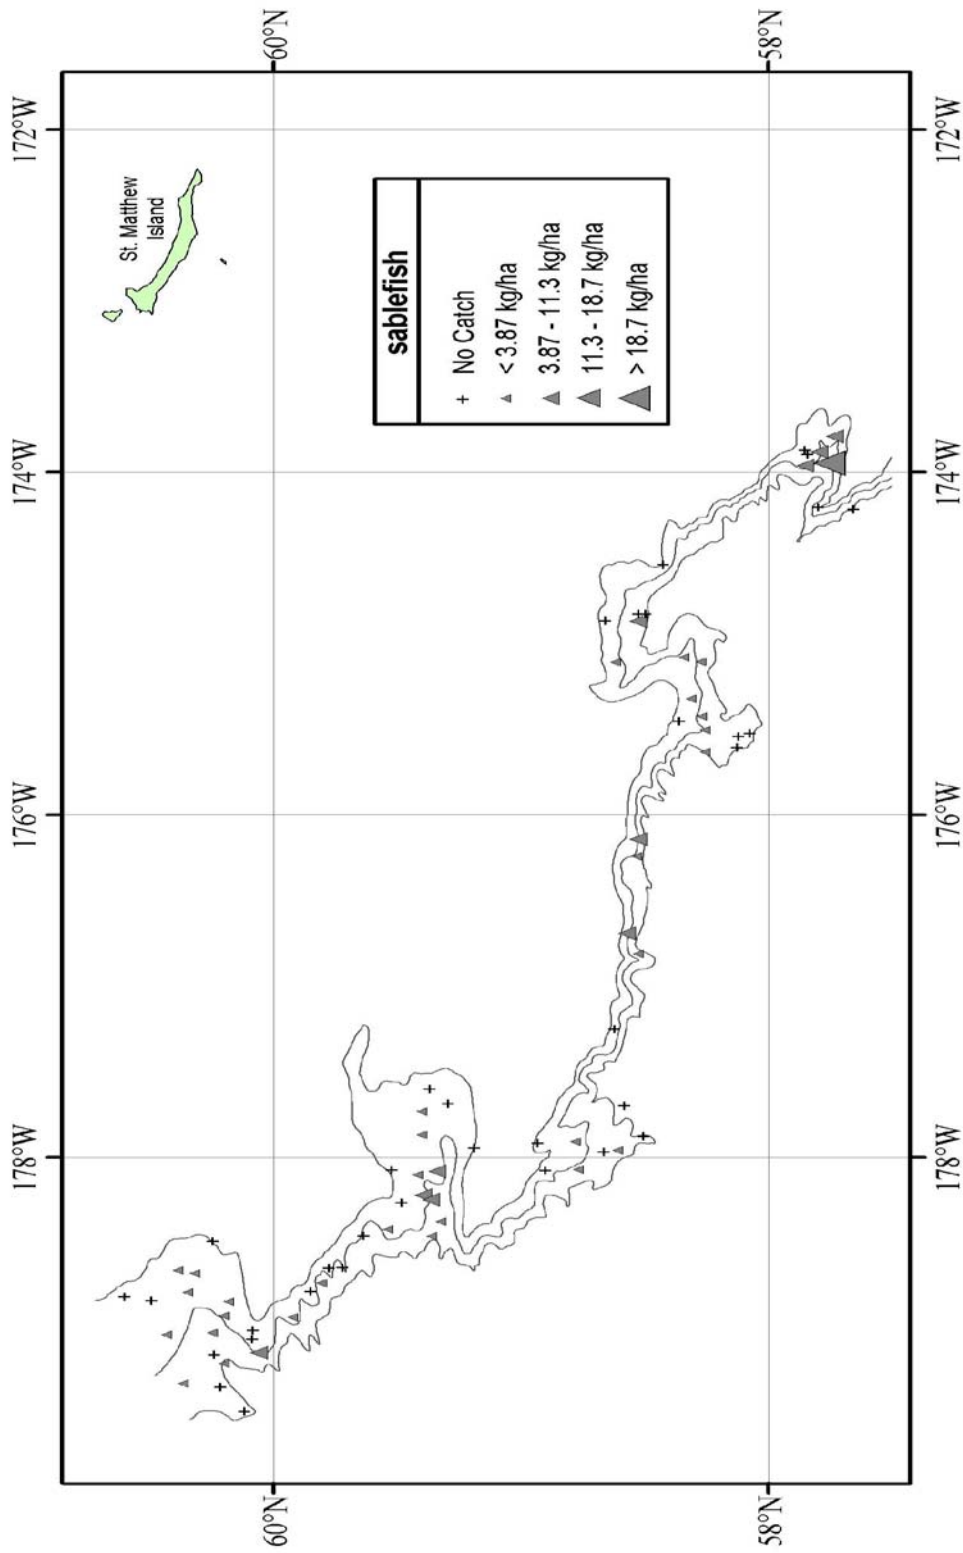 178°W
176°W
174°W
172°W
60°N
60°N
St. Matthew
Island
sablefish
No Catch
< 3.87 kg/ha
3.87 - 11.3 kg/ha
11.3 - 18.7 kg/ha
> 18.7 kg/ha
58°N
58°N
178°W
176°W
174°W
172°W